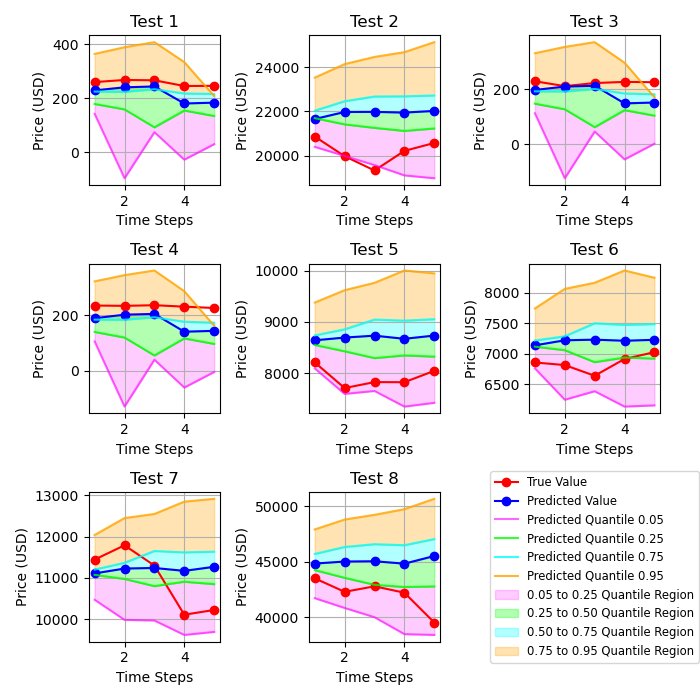 Test 1
Test 2
Test 3
400
200
0
Price (USD)
2
4
Time Steps
24000
22000
20000
Price (USD)
2
4
Time Steps
200
0
Price (USD)
2
4
Time Steps
Test 4
Test 5
Test 6
200
0
Price (USD)
2
4
Time Steps
10000
9000
8000
Price (USD)
2
4
Time Steps
8000
7500
7000
6500
Price (USD)
2
4
Time Steps
Test 7
Test 8
13000
12000
11000
10000
Price (USD)
2
4
Time Steps
50000
45000
40000
Price (USD)
2
4
Time Steps
True Value
Predicted Value
Predicted Quantile 0.05
Predicted Quantile 0.25
Predicted Quantile 0.75
Predicted Quantile 0.95
0.05 to 0.25 Quantile Region
0.25 to 0.50 Quantile Region
0.50 to 0.75 Quantile Region
0.75 to 0.95 Quantile Region